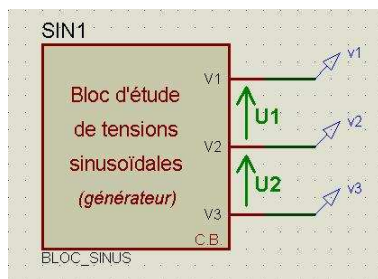 SIN1
Bloc d'étude
de tensions
sinusoïdales
(générateur)
V1
v1
U1
V2
v2
U2
V3
v3
C.B.
BLOC_SINUS